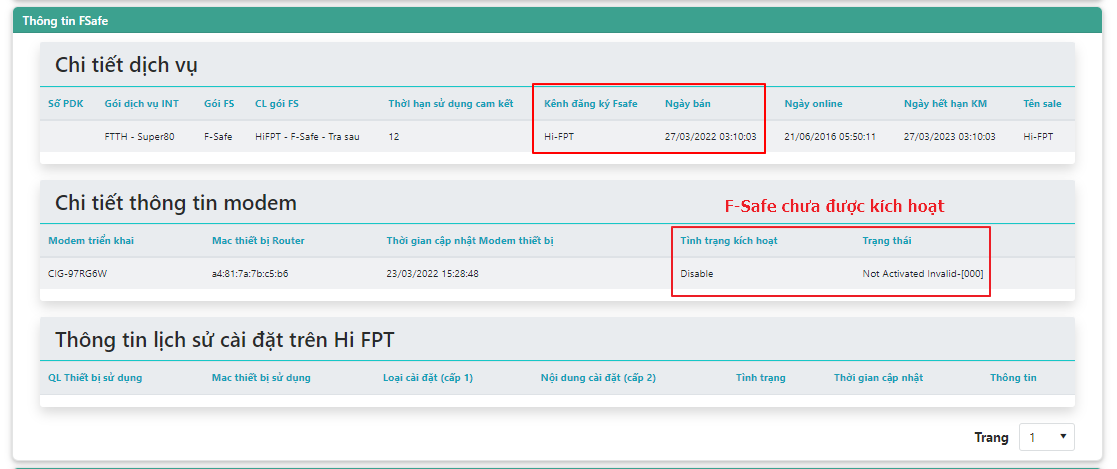 Thông tin FSafe
Chi tiết dịch vụ
Số PDK Gói dịch vụ INT Gói FS CL gói FS Thời hạn sử dụng cam kết Kênh đăng ký Fsafe Ngày bán Ngày online Ngày hết hạn KM Tên sale
FTTH - Super80 F-Safe HiFPT - F-Safe - Tra sau 12 Hi-FPT 27/03/2022 03:10:03 21/06/2016 05:50:11 27/03/2023 03:10:03 Hi-FPT
Chi tiết thông tin modem
F-Safe chưa được kích hoạt
Modem triển khai Mac thiết bị Router Thời gian cập nhật Modem thiết bị Tình trạng kích hoạt Trạng thái
CIG-97RG6W a4:81:7a:7b:c5:b6 23/03/2022 15:28:48 Disable Not Activated Invalid-[000]
Thông tin lịch sử cài đặt trên Hi FPT
QL Thiết bị sử dụng Mac thiết bị sử dụng Loại cài đặt (cấp 1) Nội dung cài đặt (cấp 2) Tình trạng Thời gian cập nhật Thông tin
Trang 1